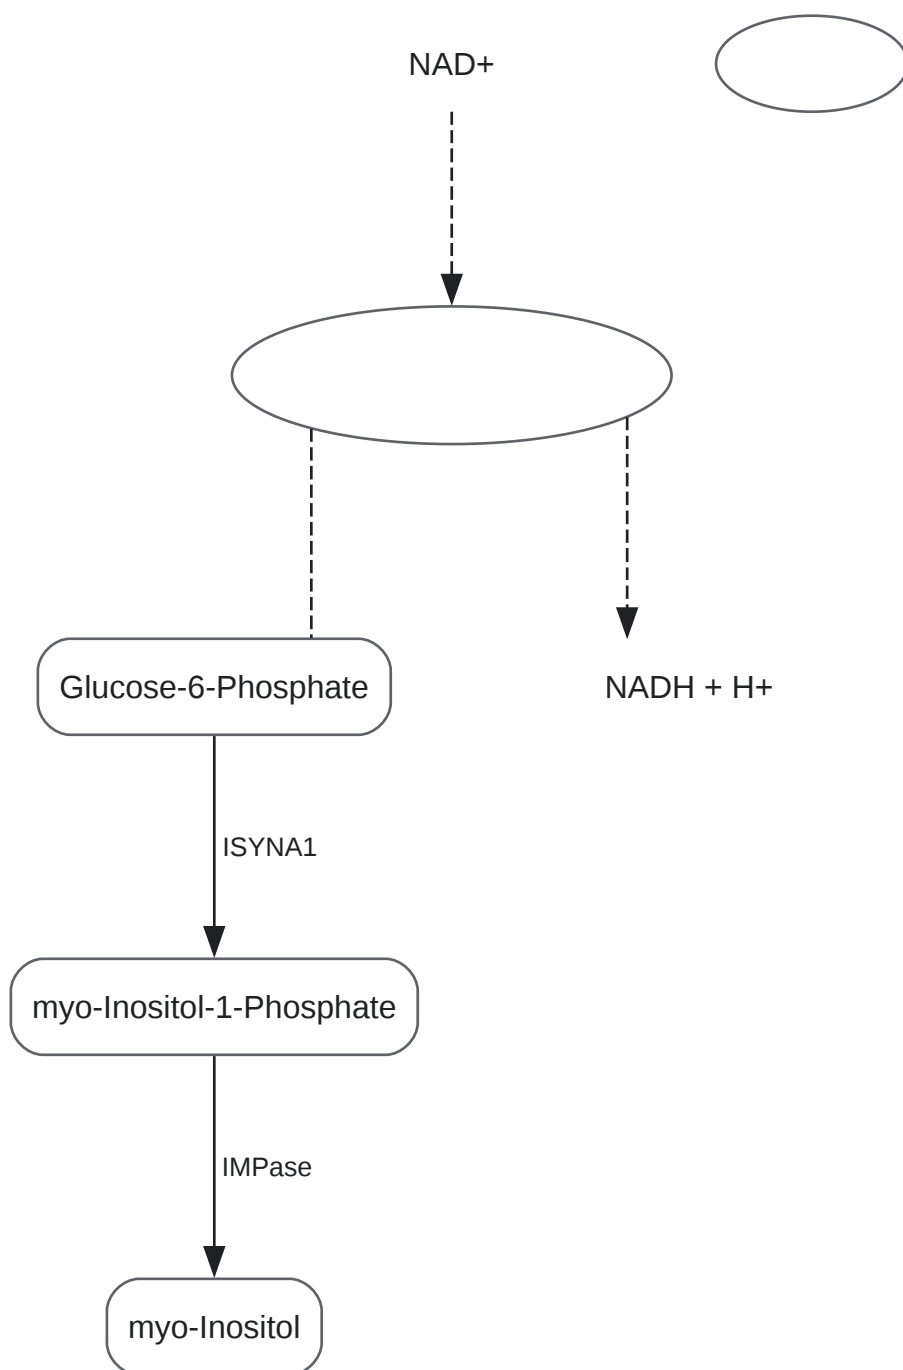 NAD+
Glucose-6-Phosphate
NADH + H+
ISYNA1
myo-Inositol-1-Phosphate
IMPase
myo-Inositol